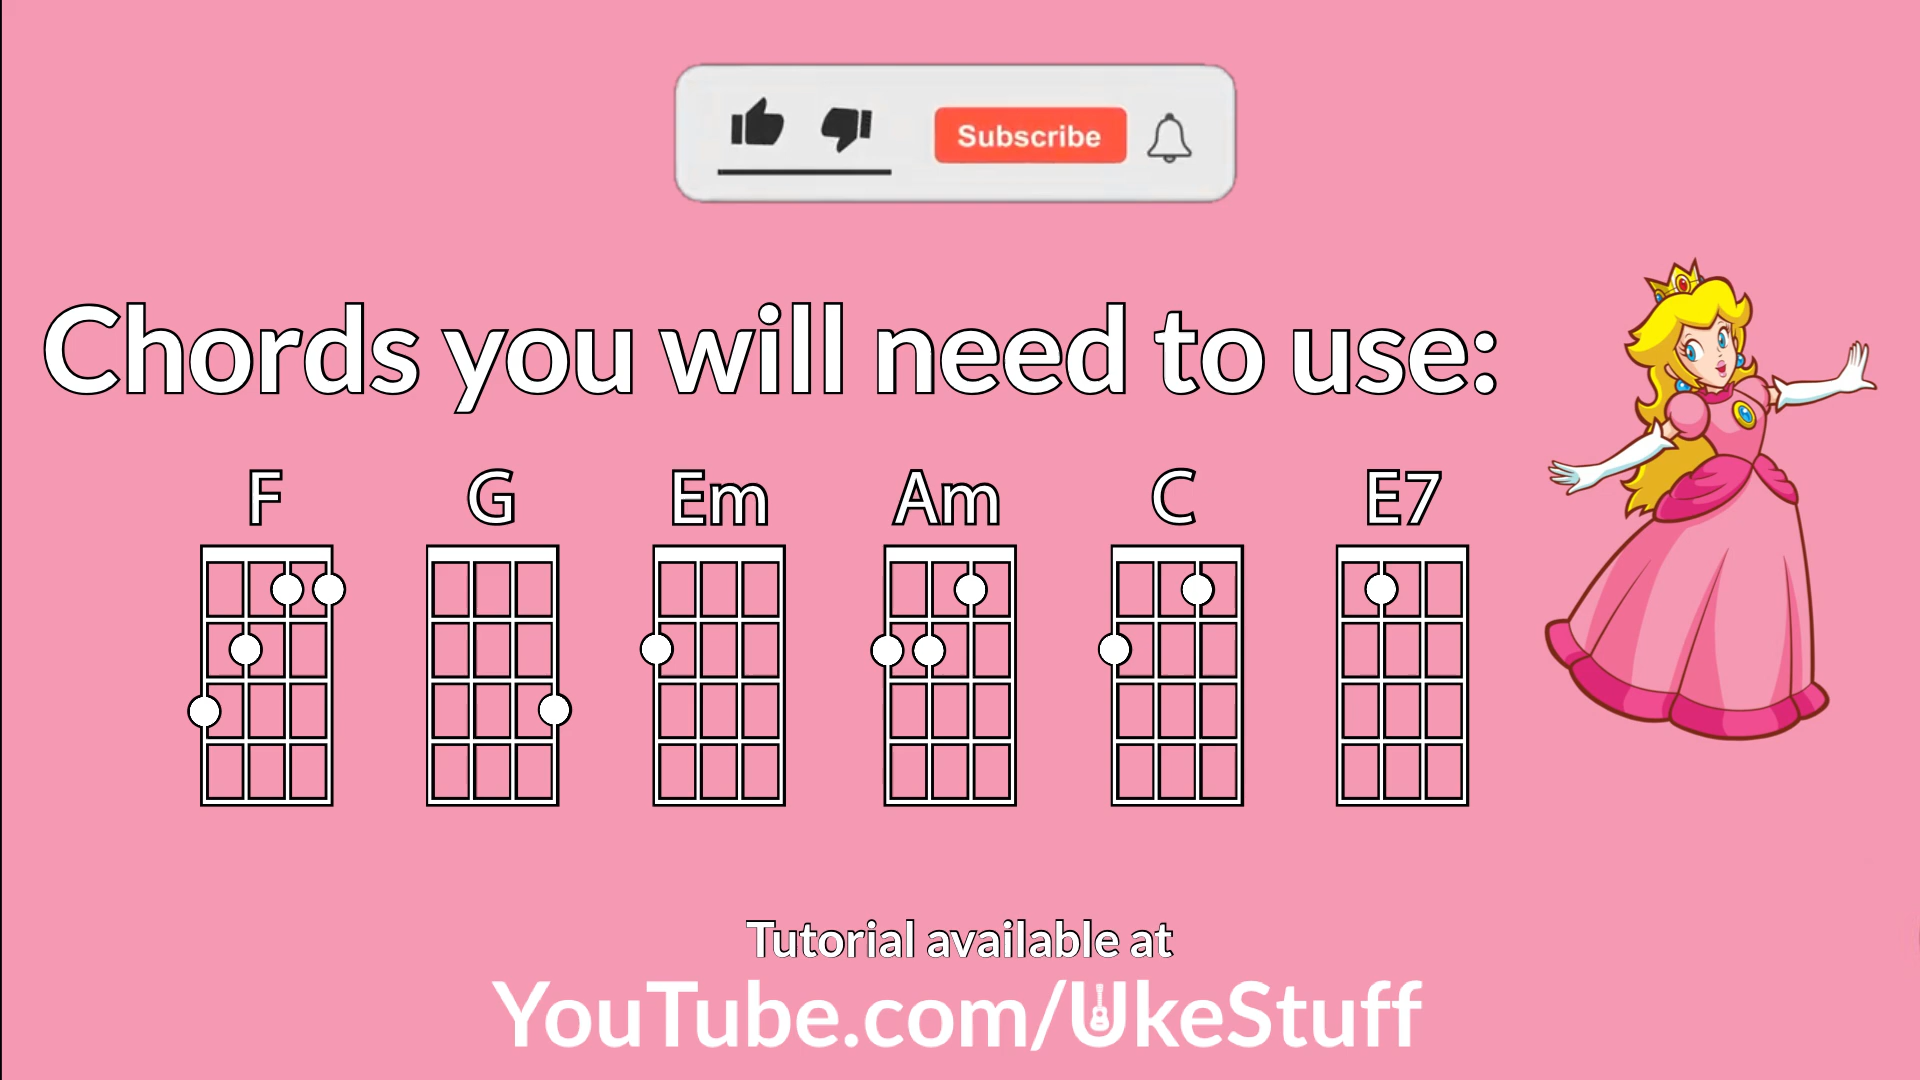 Subscribe
Chords you will need to use:
F G Em Am C E7
Tutorial available at
YouTube.com/UkeStuff